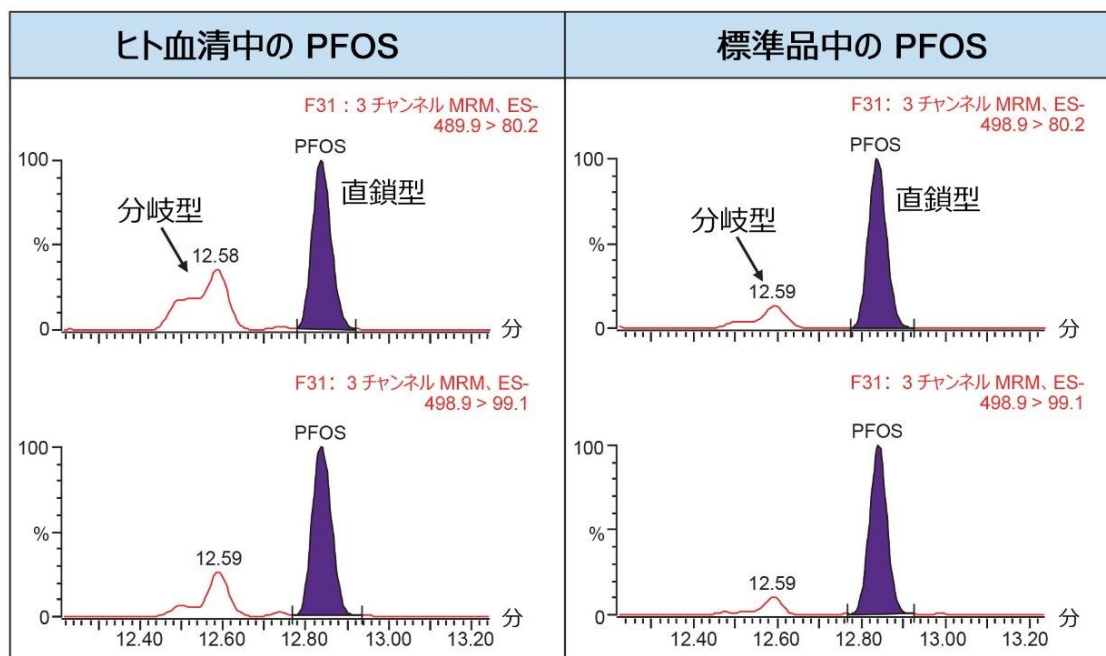 ヒト血清中の PFOS
標準品中の PFOS
F31 : 3 チャンネル MRM、ES-
489.9 > 80.2
PFOS
100
分岐型
直鎖型
%
12.58
0
分
F31： 3 チャンネル MRM、ES-
498.9 > 99.1
PFOS
100
%
12.59
0
分
12.40
12.60
12.80
13.00
13.20
F31： 3 チャンネル MRM、ES-
498.9 > 80.2
PFOS
100
分岐型
直鎖型
%
12.59
0
分
F31： 3 チャンネル MRM、ES-
498.9 > 99.1
PFOS
100
%
12.59
0
分
12.40
12.60
12.80
13.00
13.20